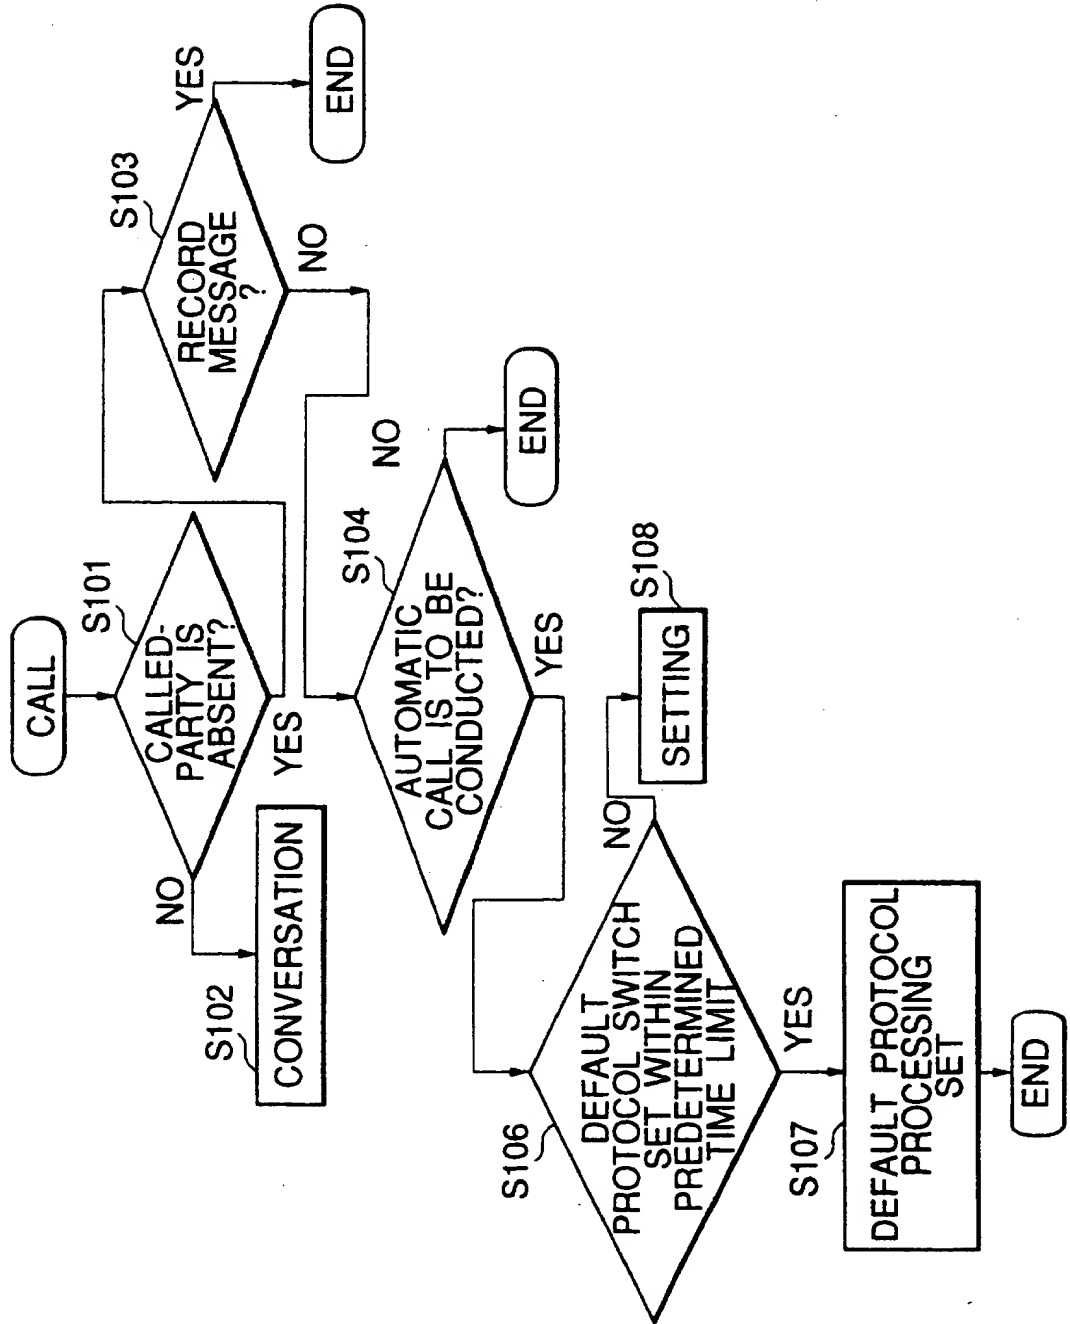 CALL
S101
CALLED-
PARTY IS
ABSENT?
NO
YES
S102
CONVERSATION
S103
RECORD
MESSAGE
?
YES
NO
END
S104
AUTOMATIC
CALL IS TO BE
CONDUCTED?
NO
YES
END
S106
DEFAULT
PROTOCOL SWITCH
SET WITHIN
PREDETERMINED
TIME LIMIT
NO
YES
S108
SETTING
S107
DEFAULT PROTOCOL
PROCESSING
SET
END